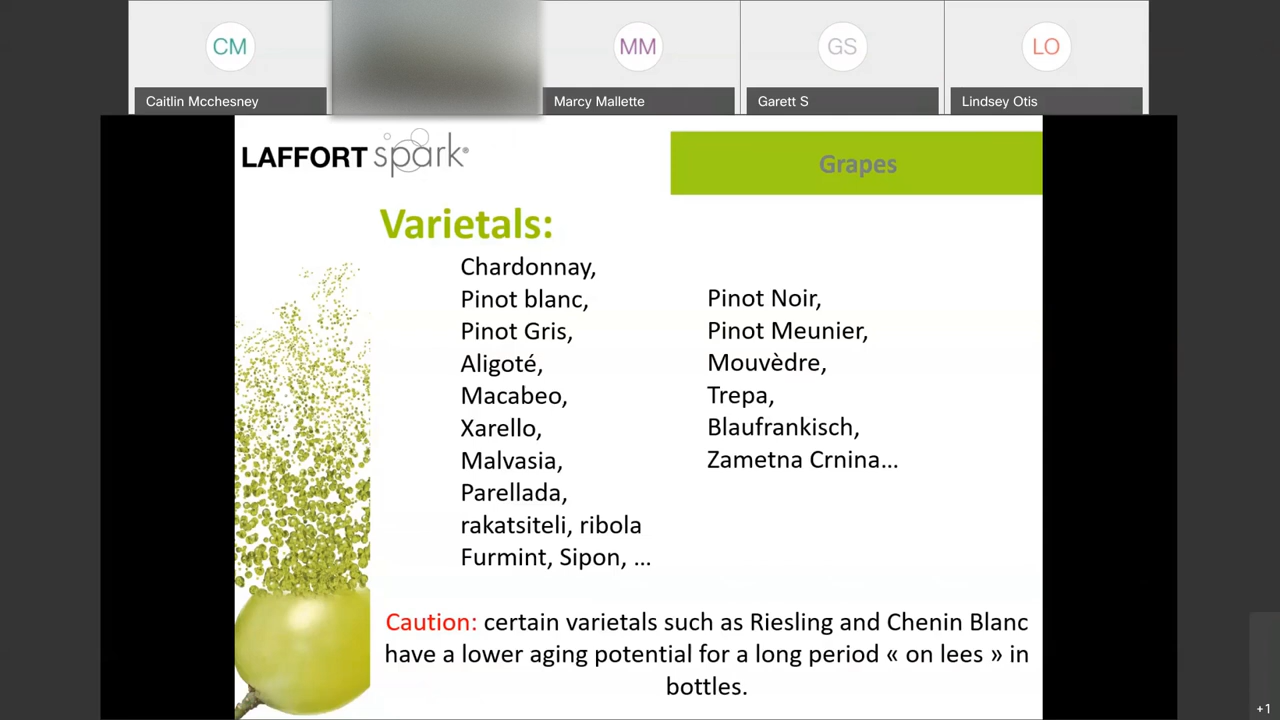 CM
MM
GS
LO
Caitlin Mcchesney
Marcy Mallette
Garett S
Lindsey Otis
LAFFORT spark®
Grapes
Varietals:
Chardonnay,
Pinot blanc,
Pinot Gris,
Aligoté,
Macabeo,
Xarello,
Malvasia,
Parellada,
rakatsiteli, ribola
Furmint, Sipon, ...
Pinot Noir,
Pinot Meunier,
Mouvèdre,
Trepa,
Blaufrankisch,
Zametna Crnina...
Caution: certain varietals such as Riesling and Chenin Blanc
have a lower aging potential for a long period « on lees » in
bottles.
+1